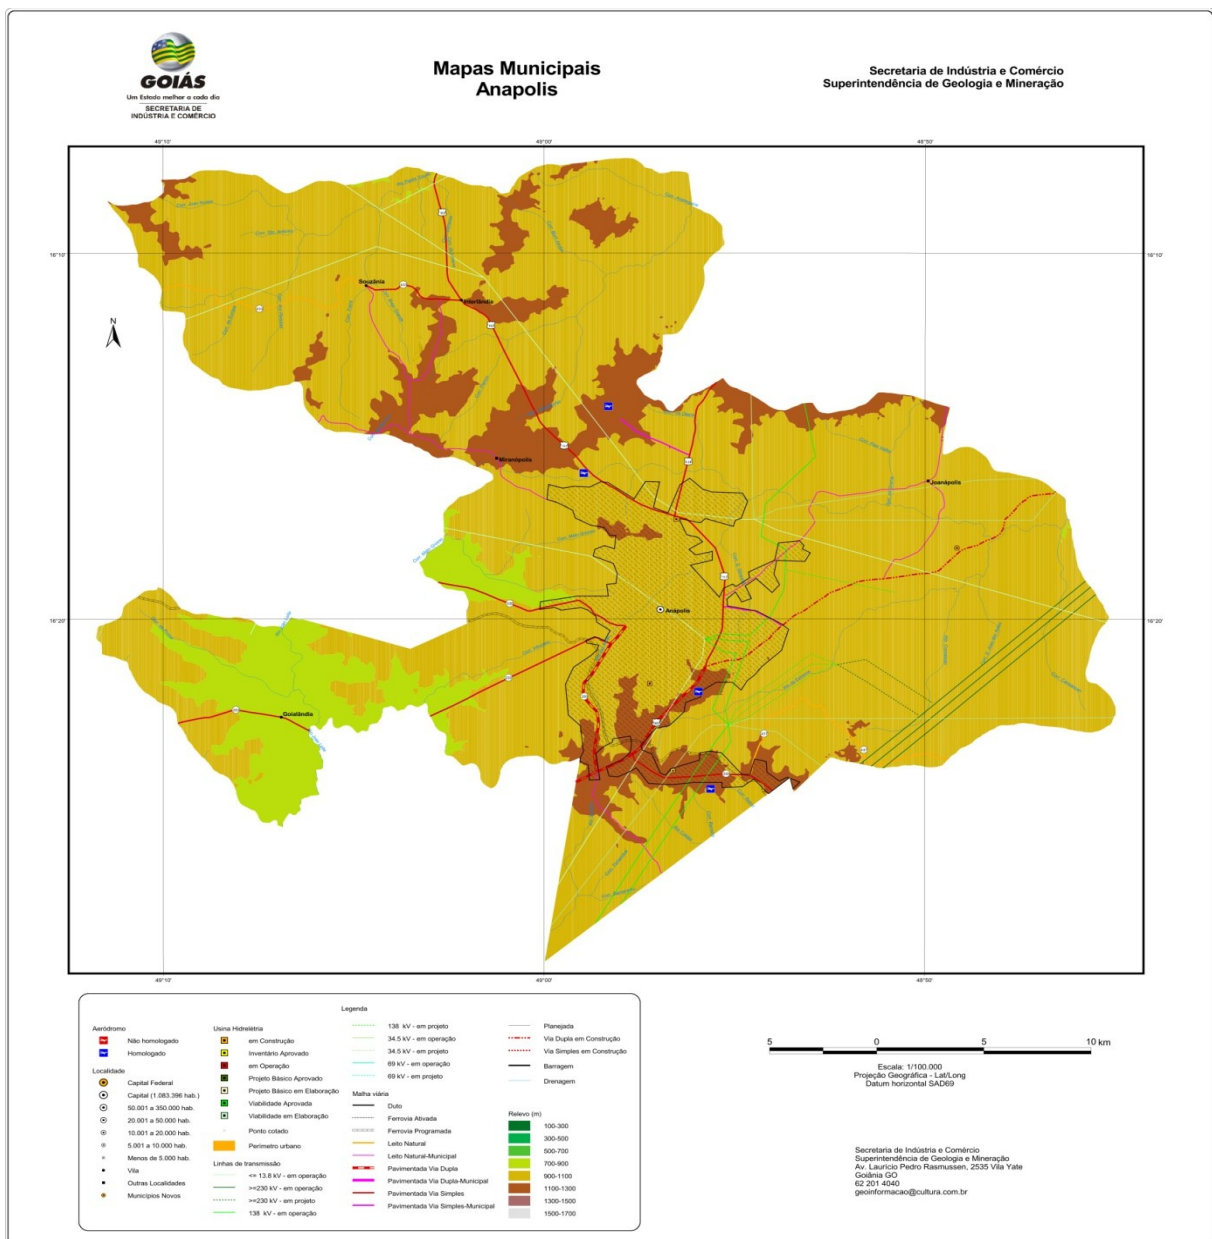 GOIÁS
Um Estado melhor a cada dia
SECRETARIA DE
INDÚSTRIA E COMÉRCIO
Mapas Municipais
Anapolis
Secretaria de Indústria e Comércio
Superintendência de Geologia e Mineração
49°10'
49°00'
48°50'
16°10'
16°10'
N
Souzânia
Interlândia
Miranápolis
Joanápolis
Anápolis
16°20'
16°20'
Goialândia
49°10'
49°00'
48°50'
Legenda
Aeródromo
Não homologado
Homologado
Localidade
Capital Federal
Capital (1.083.396 hab.)
50.001 a 350.000 hab.
20.001 a 50.000 hab.
10.001 a 20.000 hab.
5.001 a 10.000 hab.
Menos de 5.000 hab.
Vila
Outras Localidades
Municípios Novos
Usina Hidrelétria
em Construção
Inventário Aprovado
em Operação
Projeto Básico Aprovado
Projeto Básico em Elaboração
Viabilidade Aprovada
Viabilidade em Elaboração
Ponto cotado
Perímetro urbano
Linhas de transmissão
<= 13.8 kV - em operação
>=230 kV - em operação
>=230 kV - em projeto
138 kV - em operação
138 kV - em projeto
34.5 kV - em operação
34.5 kV - em projeto
69 kV - em operação
69 kV - em projeto
Malha viária
Duto
Ferrovia Ativada
Ferrovia Programada
Leito Natural
Leito Natural-Municipal
Pavimentada Via Dupla
Pavimentada Via Dupla-Municipal
Pavimentada Via Simples
Pavimentada Via Simples-Municipal
Planejada
Via Dupla em Construção
Via Simples em Construção
Barragem
Drenagem
Relevo (m)
100-300
300-500
500-700
700-900
900-1100
1100-1300
1300-1500
1500-1700
5 0 5 10 km
Escala: 1/100.000
Projeção Geográfica - Lat/Long
Datum horizontal SAD69
Secretaria de Indústria e Comércio
Superintendência de Geologia e Mineração
Av. Laurício Pedro Rasmussen, 2535 Vila Yate
Goiânia GO
62 201 4040
geoinformacao@cultura.com.br